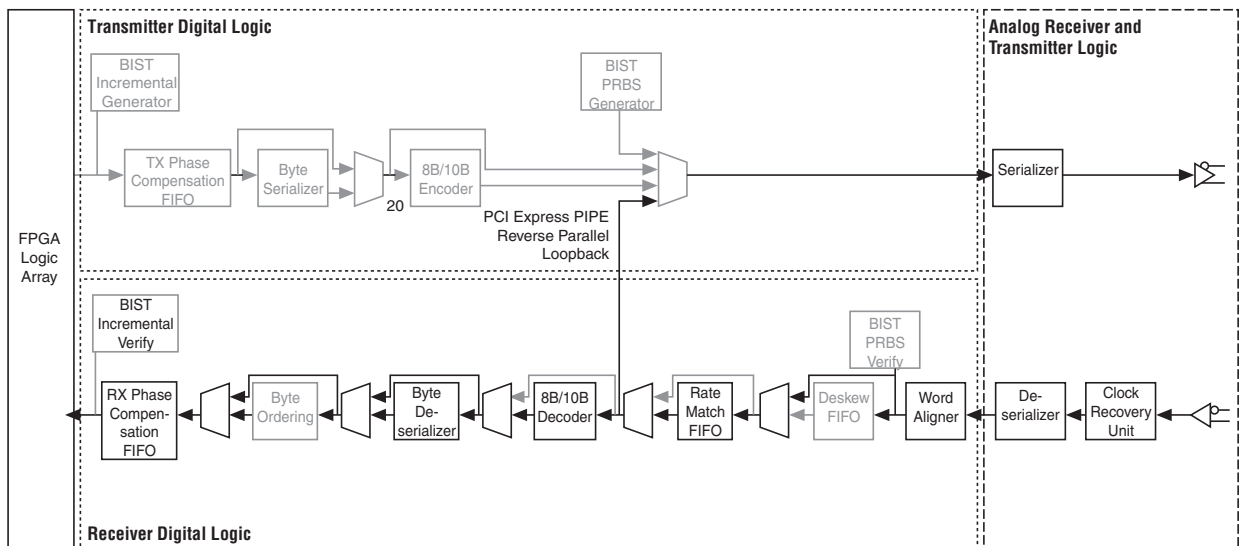 Transmitter Digital Logic
Analog Receiver and
Transmitter Logic
BIST
Incremental
Generator
BIST
PRBS
Generator
TX Phase
Compensation
FIFO
Byte
Serializer
20
8B/10B
Encoder
Serializer
PCI Express PIPE
Reverse Parallel
Loopback
FPGA
Logic
Array
BIST
Incremental
Verify
BIST
PRBS
Verify
RX Phase
Compen-
sation
FIFO
Byte
Ordering
Byte
De-
serializer
8B/10B
Decoder
Rate
Match
FIFO
Deskew
FIFO
Word
Aligner
De-
serializer
Clock
Recovery
Unit
Receiver Digital Logic